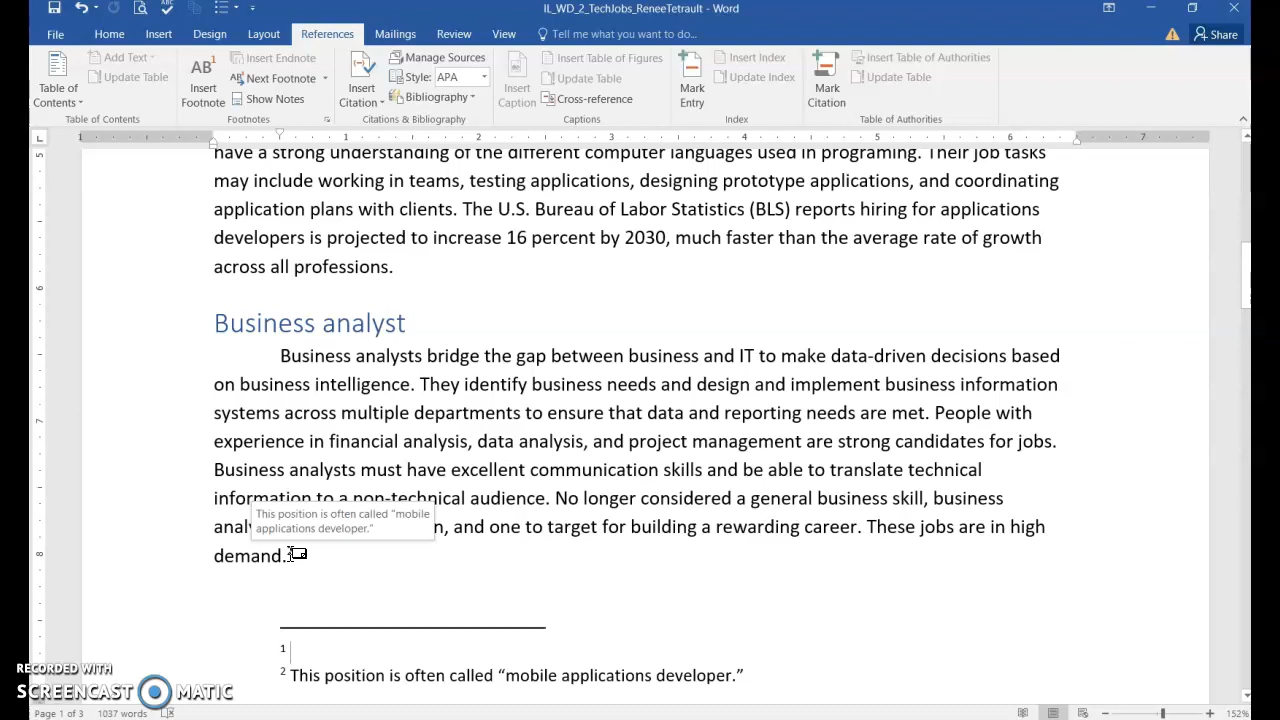 IL_WD_2_TechJobs_ReneeTetrault - Word
File Home Insert Design Layout References Mailings Review View Tell me what you want to do... Share
Table of Contents
Add Text
Update Table
Table of Contents
AB1
Insert Footnote
Insert Endnote
Next Footnote
Show Notes
Footnotes
Insert Citation
Manage Sources
Style: APA
Bibliography
Citations & Bibliography
Insert Caption
Insert Table of Figures
Update Table
Cross-reference
Captions
Mark Entry
Insert Index
Update Index
Index
Mark Citation
Insert Table of Authorities
Update Table
Table of Authorities
1 1 2 3 4 5 6 7
5
6
7
8
have a strong understanding of the different computer languages used in programing. Their job tasks
may include working in teams, testing applications, designing prototype applications, and coordinating
application plans with clients. The U.S. Bureau of Labor Statistics (BLS) reports hiring for applications
developers is projected to increase 16 percent by 2030, much faster than the average rate of growth
across all professions.
Business analyst
Business analysts bridge the gap between business and IT to make data-driven decisions based
on business intelligence. They identify business needs and design and implement business information
systems across multiple departments to ensure that data and reporting needs are met. People with
experience in financial analysis, data analysis, and project management are strong candidates for jobs.
Business analysts must have excellent communication skills and be able to translate technical
information to a non-technical audience. No longer considered a general business skill, business
and one to target for building a rewarding career. These jobs are in high
demand.
This position is often called “mobile
applications developer.”
1
2 This position is often called “mobile applications developer.”
RECORDED WITH
SCREENCAST MATIC
Page 1 of 3 1037 words 152%